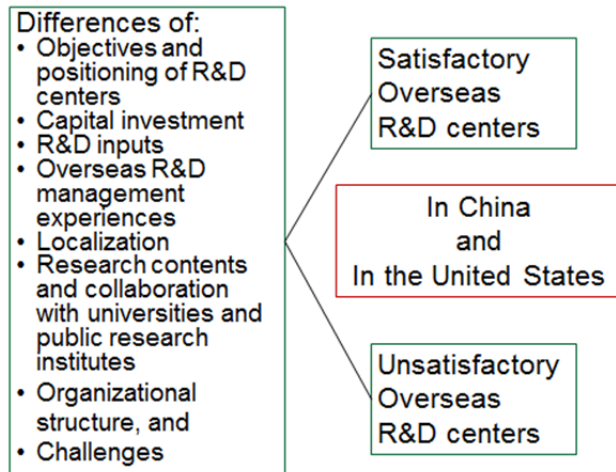 Differences of:
• Objectives and
positioning of R&D
centers
• Capital investment
• R&D inputs
• Overseas R&D
management
experiences
• Localization
• Research contents
and collaboration
with universities and
public research
institutes
• Organizational
structure, and
• Challenges
Satisfactory
Overseas
R&D centers
In China
and
In the United States
Unsatisfactory
Overseas
R&D centers